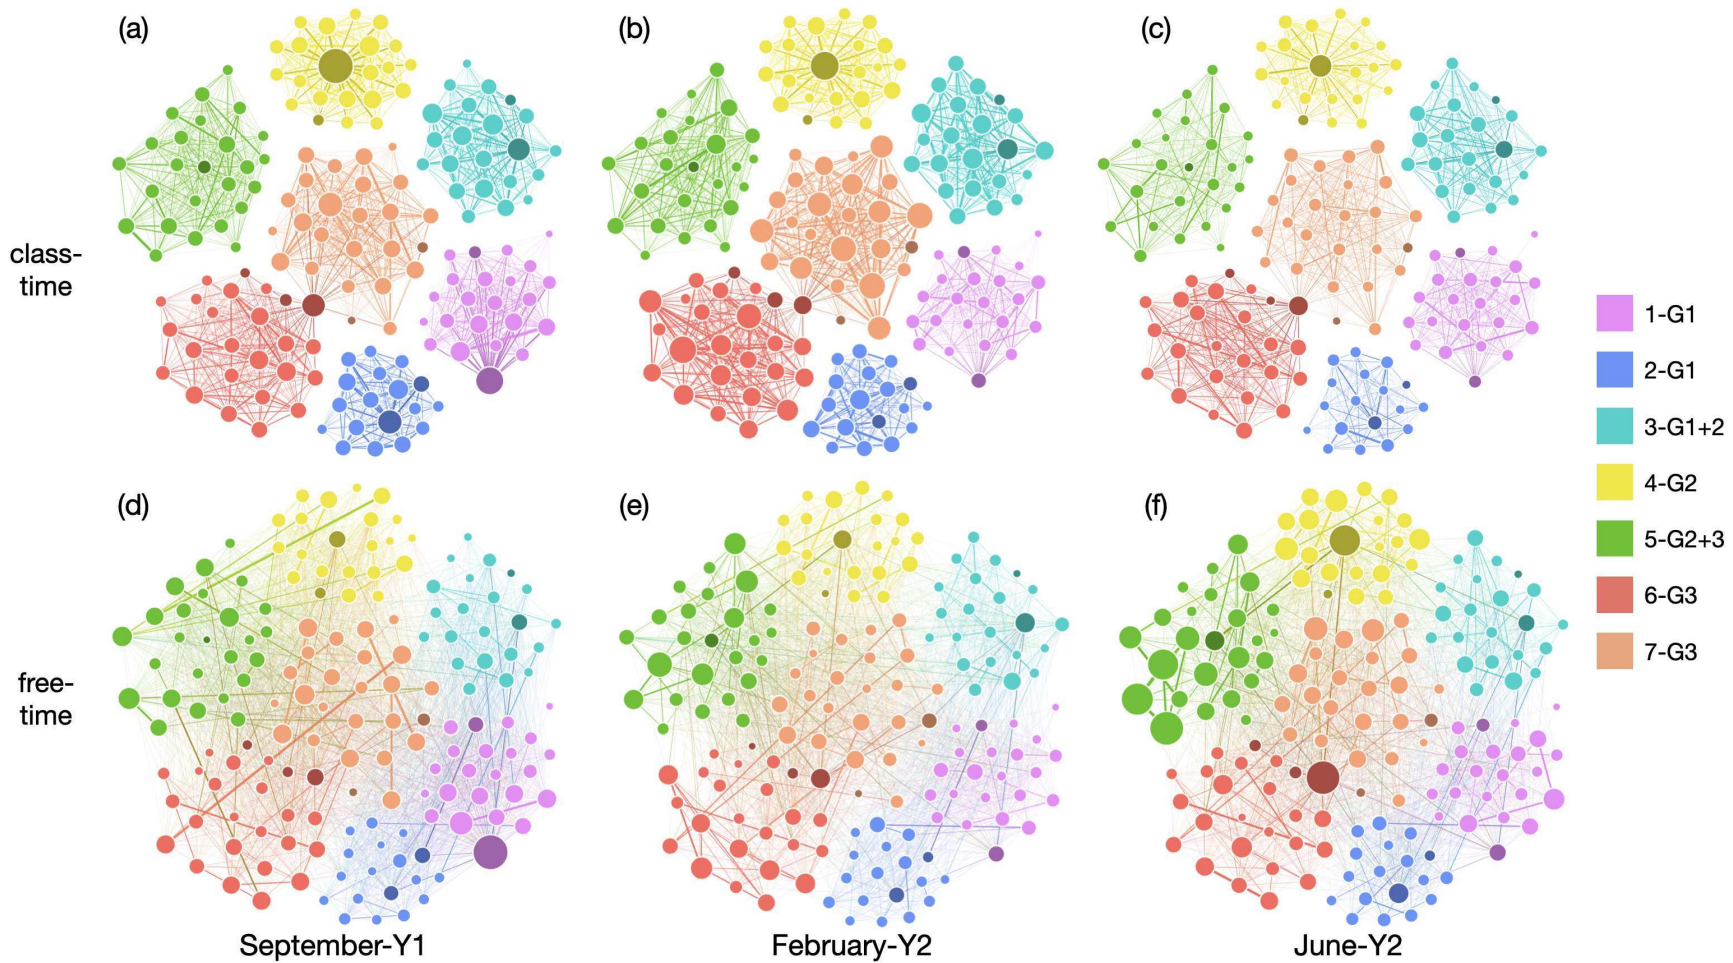 (a)
(b)
(c)
class-
time
(d)
(e)
(f)
free-
time
September-Y1
February-Y2
June-Y2
1-G1
2-G1
3-G1+2
4-G2
5-G2+3
6-G3
7-G3